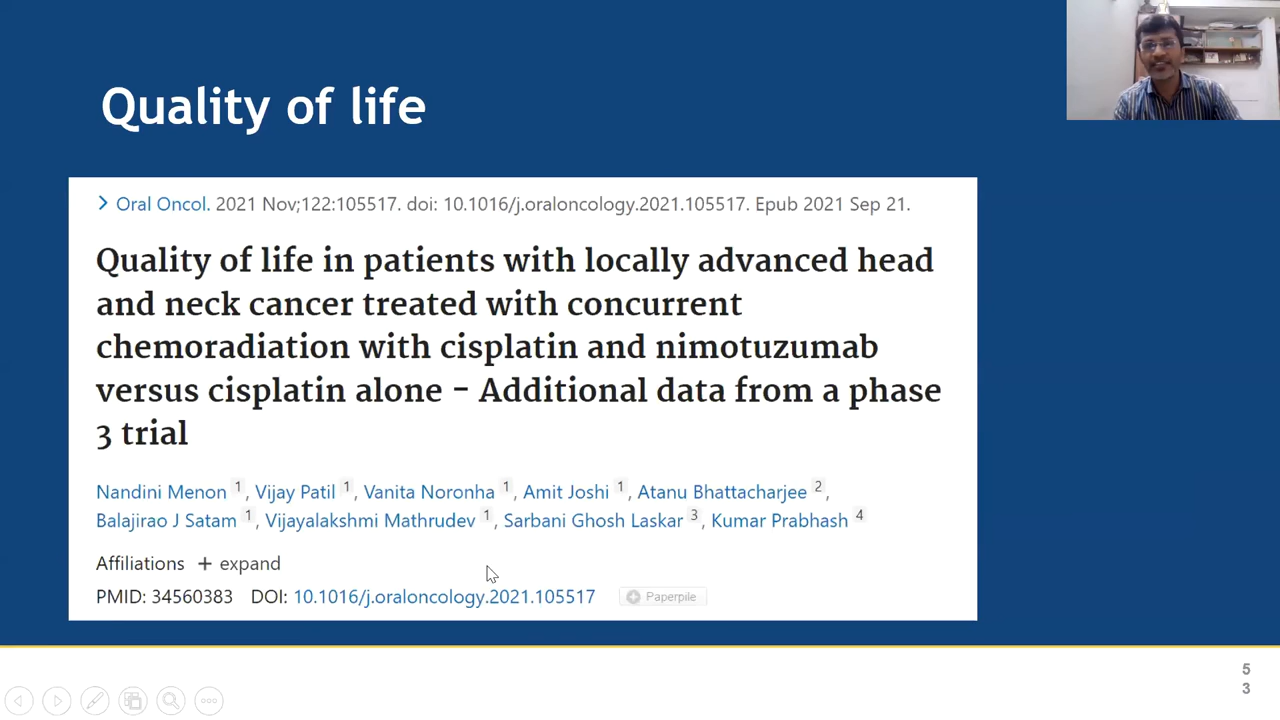 Quality of life
Oral Oncol. 2021 Nov;122:105517. doi: 10.1016/j.oraloncology.2021.105517. Epub 2021 Sep 21.
Quality of life in patients with locally advanced head
and neck cancer treated with concurrent
chemoradiation with cisplatin and nimotuzumab
versus cisplatin alone - Additional data from a phase
3 trial
Nandini Menon 1, Vijay Patil 1, Vanita Noronha 1, Amit Joshi 1, Atanu Bhattacharjee 2,
Balajirao J Satam 1, Vijayalakshmi Mathrudev 1, Sarbani Ghosh Laskar 3, Kumar Prabhash 4
Affiliations + expand
PMID: 34560383 DOI: 10.1016/j.oraloncology.2021.105517 Paperpile
5
3